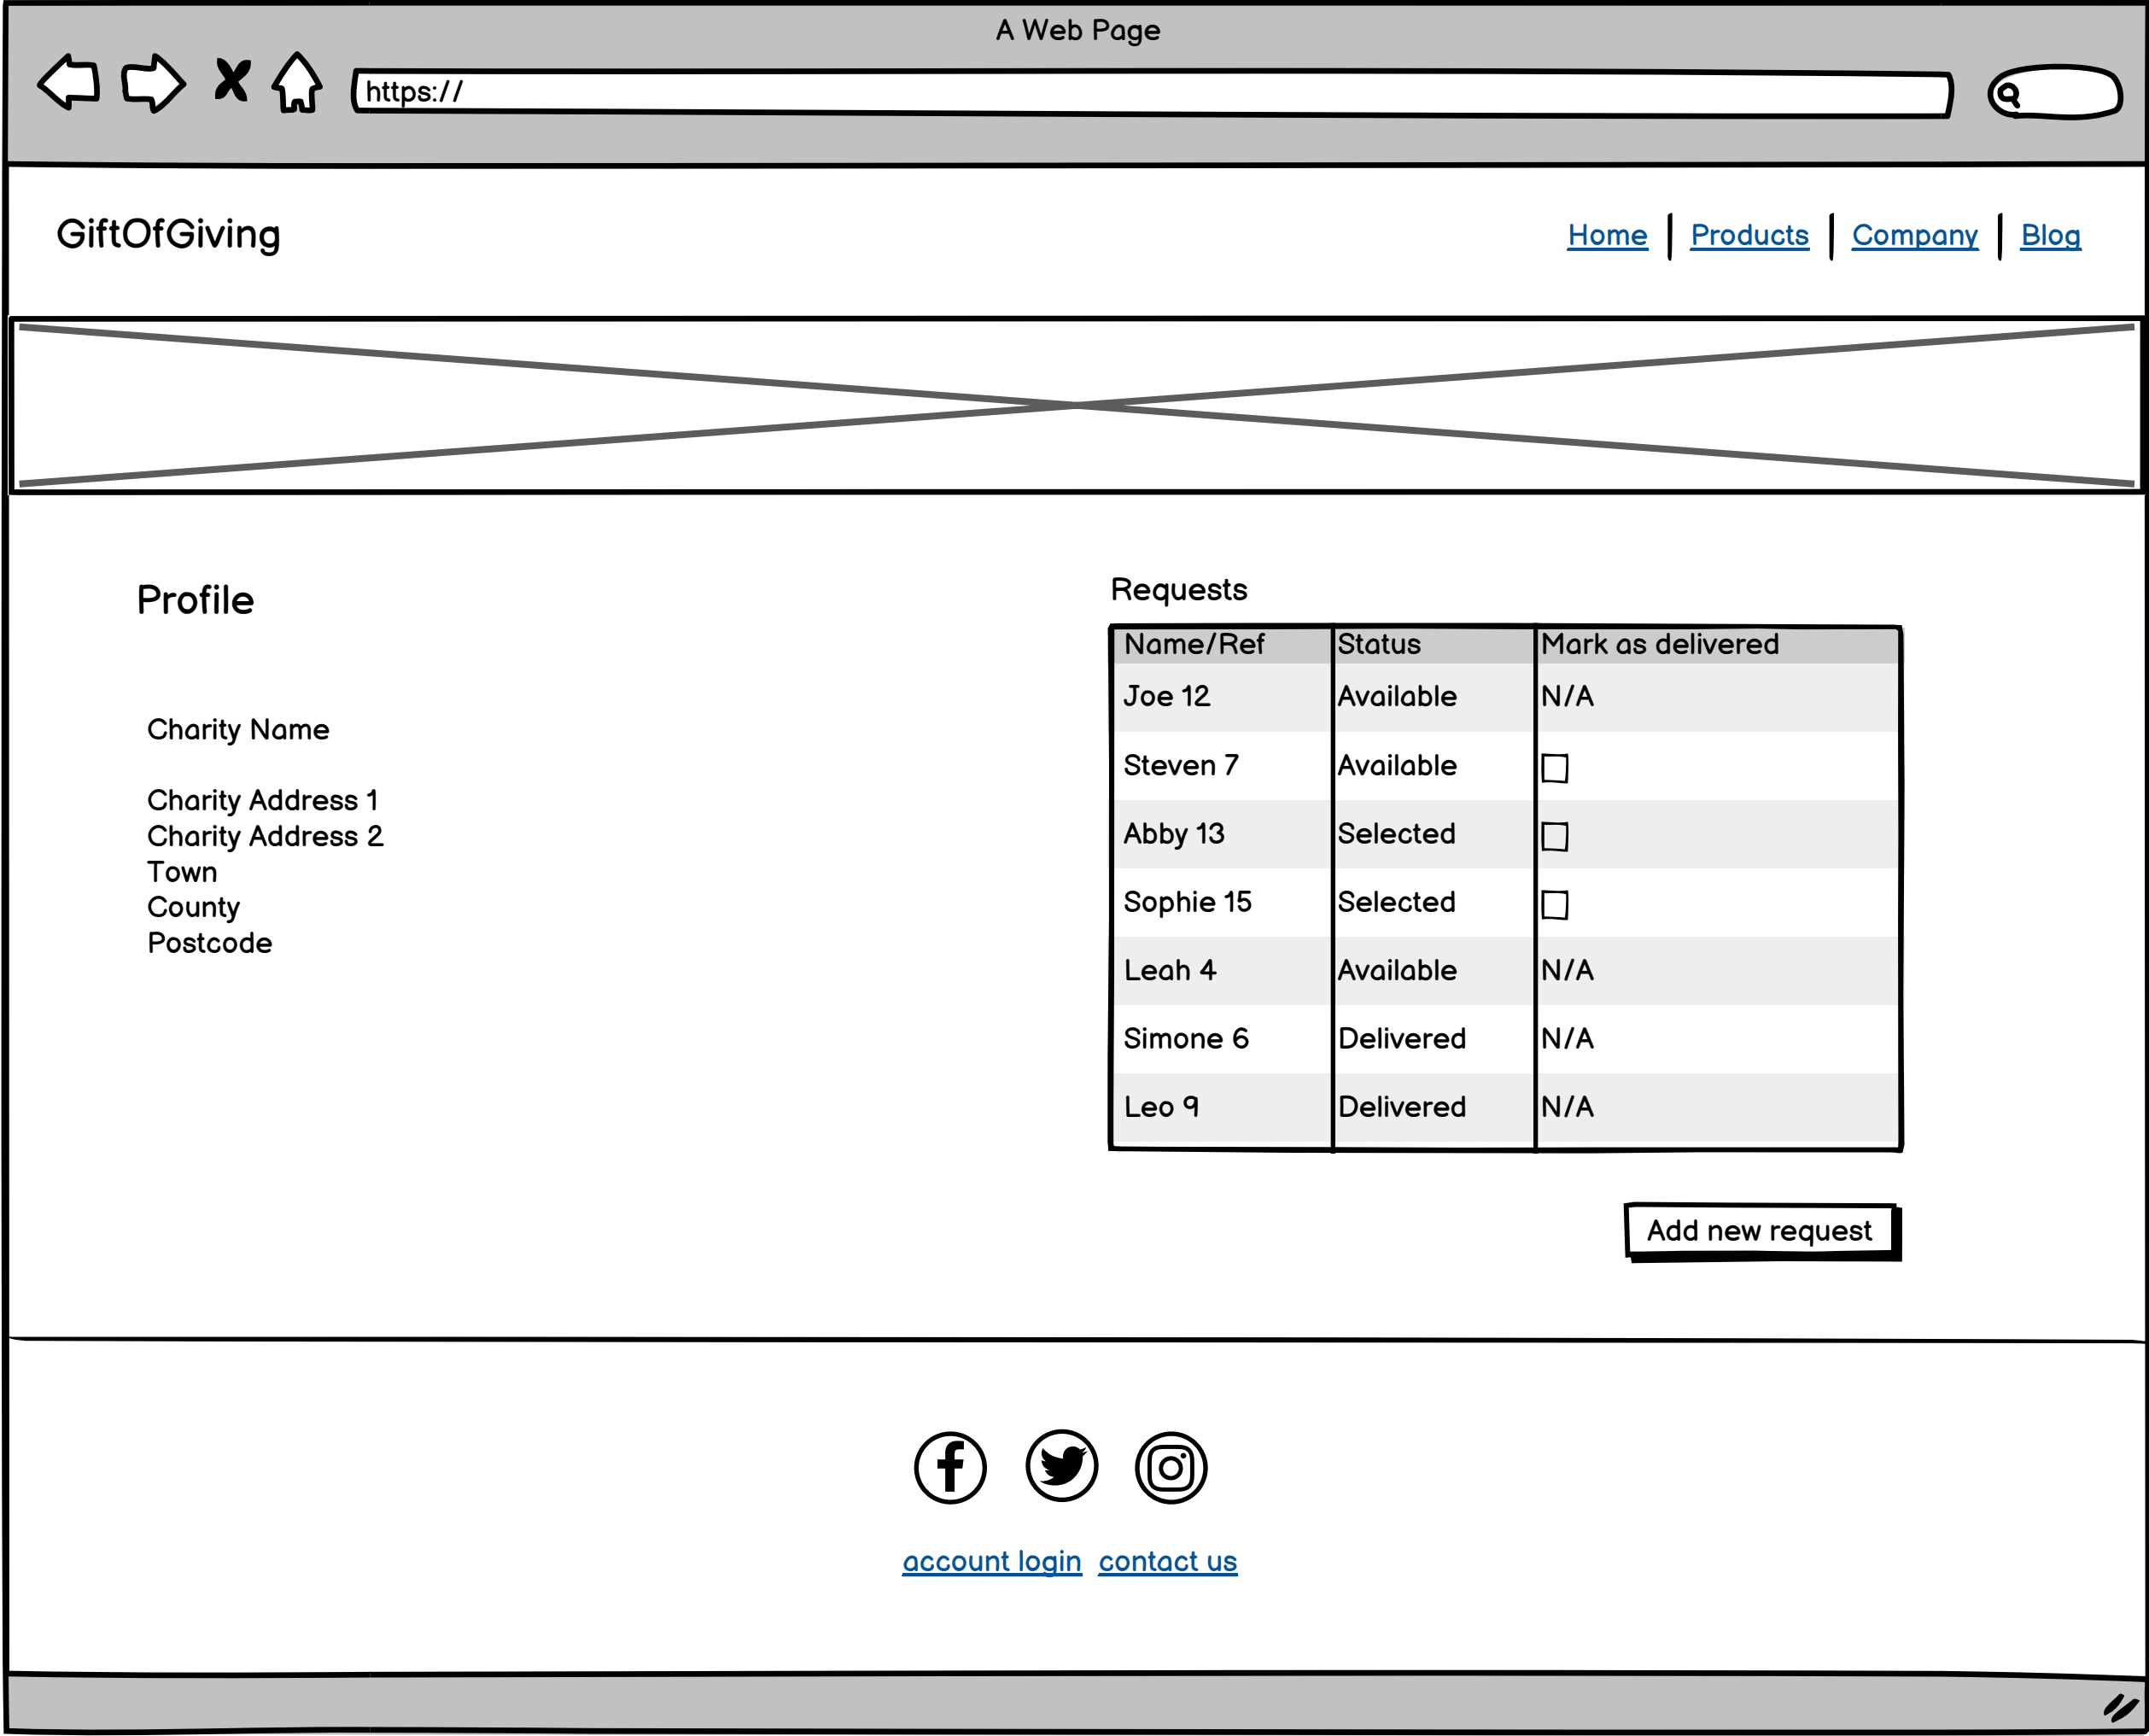 A Web Page
https://
GiftOfGiving
Home Products Company Blog
Profile
Charity Name
Charity Address 1
Charity Address 2
Town
County
Postcode
Requests
Name/Ref Status Mark as delivered
Joe 12 Available N/A
Steven 7 Available
Abby 13 Selected
Sophie 15 Selected
Leah 4 Available N/A
Simone 6 Delivered N/A
Leo 9 Delivered N/A
Add new request
account login contact us